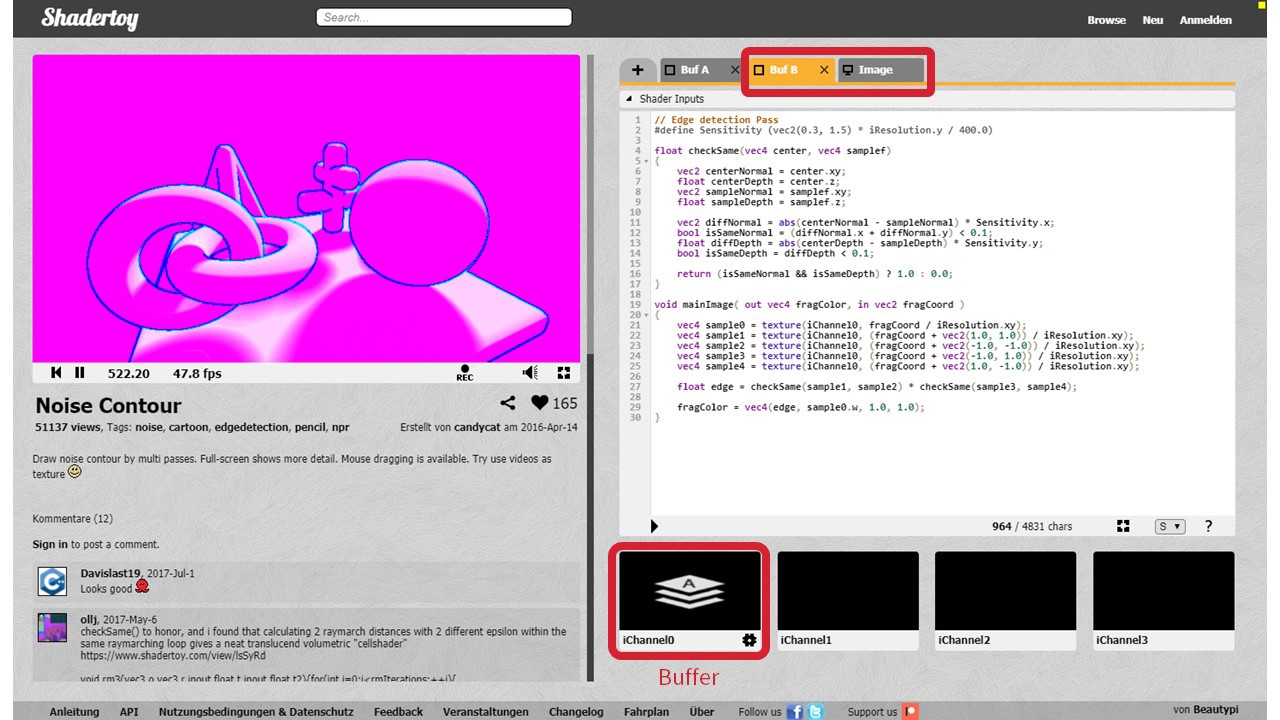 Shadertoy
Search...
Browse Neu Anmelden
522.20 47.8 fps
REC
Noise Contour
165
51137 views, Tags: noise, cartoon, edgedetection, pencil, npr
Erstellt von candycat am 2016-Apr-14
Draw noise contour by multi passes. Full-screen shows more detail. Mouse dragging is available. Try use videos as
texture
Kommentare (12)
Sign in to post a comment.
Davislast19, 2017-Jul-1
Looks good
ollj, 2017-May-6
checkSame() to honor, and i found that calculating 2 raymarch distances with 2 different epsilon within the
same raymarching loop gives a neat translucend volumetric "cellshader"
https://www.shadertoy.com/view/lsSyRd
void rm3(vec3 o,vec3 r,inout float t,inout float t2){for(int i=0;i<rmIterations;++i){
+ Buf A × Buf B × Image
Shader Inputs
1 // Edge detection Pass
2 #define Sensitivity (vec2(0.3, 1.5) * iResolution.y / 400.0)
3
4 float checkSame(vec4 center, vec4 samplef)
5 {
6 vec2 centerNormal = center.xy;
7 float centerDepth = center.z;
8 vec2 sampleNormal = samplef.xy;
9 float sampleDepth = samplef.z;
10
11 vec2 diffNormal = abs(centerNormal - sampleNormal) * Sensitivity.x;
12 bool isSameNormal = (diffNormal.x + diffNormal.y) < 0.1;
13 float diffDepth = abs(centerDepth - sampleDepth) * Sensitivity.y;
14 bool isSameDepth = diffDepth < 0.1;
15
16 return (isSameNormal && isSameDepth) ? 1.0 : 0.0;
17 }
18
19 void mainImage( out vec4 fragColor, in vec2 fragCoord )
20 {
21 vec4 sample0 = texture(iChannel0, fragCoord / iResolution.xy);
22 vec4 sample1 = texture(iChannel0, (fragCoord + vec2(1.0, 1.0)) / iResolution.xy);
23 vec4 sample2 = texture(iChannel0, (fragCoord + vec2(-1.0, -1.0)) / iResolution.xy);
24 vec4 sample3 = texture(iChannel0, (fragCoord + vec2(-1.0, 1.0)) / iResolution.xy);
25 vec4 sample4 = texture(iChannel0, (fragCoord + vec2(1.0, -1.0)) / iResolution.xy);
26
27 float edge = checkSame(sample1, sample2) * checkSame(sample3, sample4);
28
29 fragColor = vec4(edge, sample0.w, 1.0, 1.0);
30 }
964 / 4831 chars
S ?
A
iChannel0 iChannel1 iChannel2 iChannel3
Buffer
Anleitung API Nutzungsbedingungen & Datenschutz Feedback Veranstaltungen Changelog Fahrplan Über Follow us Support us von Beautypi